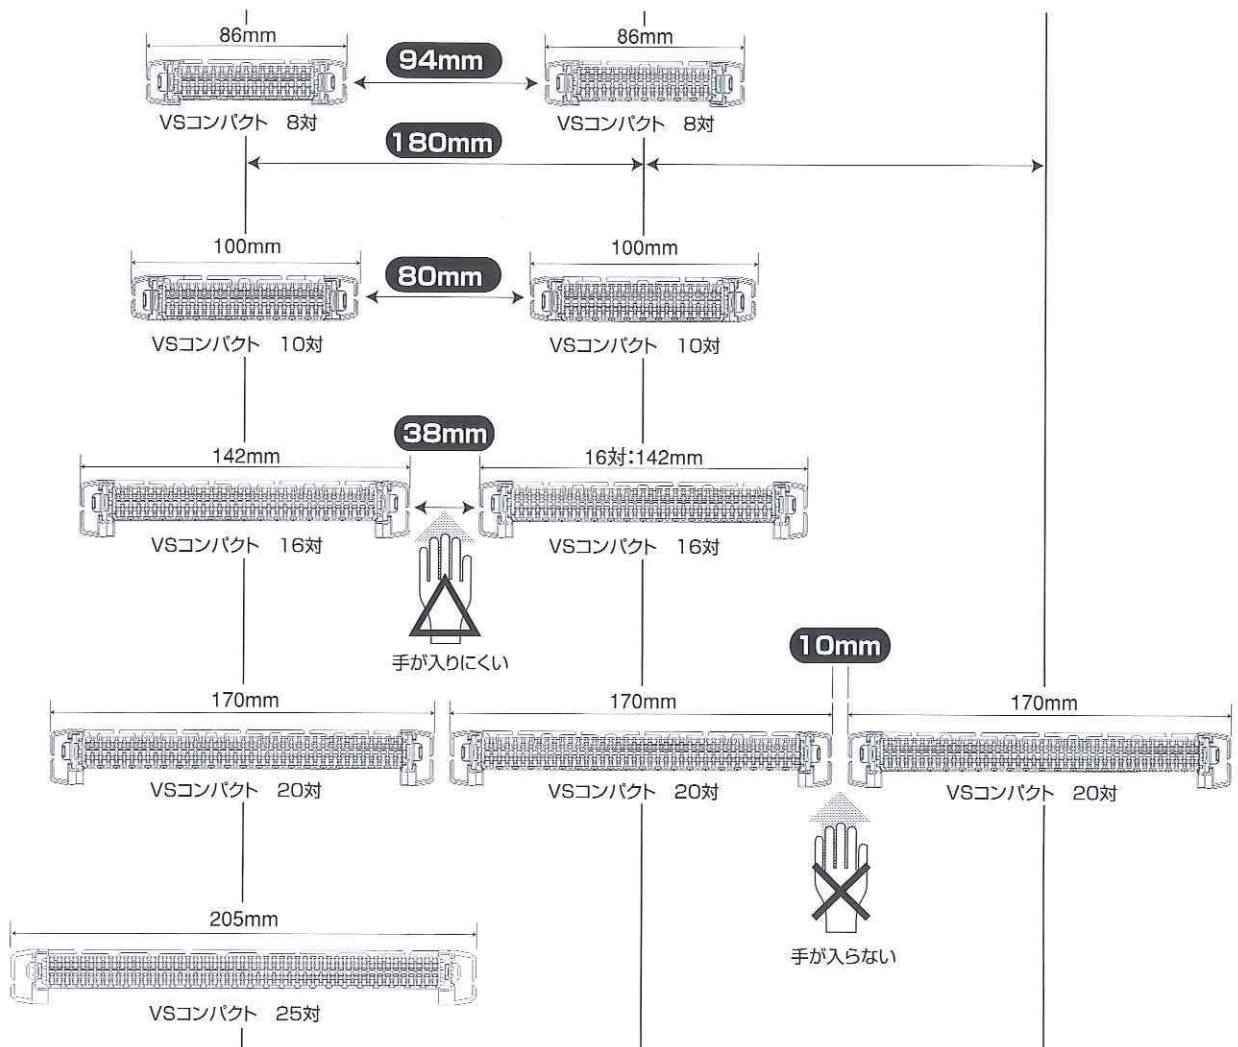 86mm
94mm
86mm
VSコンパクト 8対
VSコンパクト 8対
180mm
100mm
80mm
100mm
VSコンパクト 10対
VSコンパクト 10対
38mm
142mm
16対:142mm
VSコンパクト 16対
VSコンパクト 16対
手が入りにくい
10mm
170mm
170mm
170mm
VSコンパクト 20対
VSコンパクト 20対
VSコンパクト 20対
手が入らない
205mm
VSコンパクト 25対